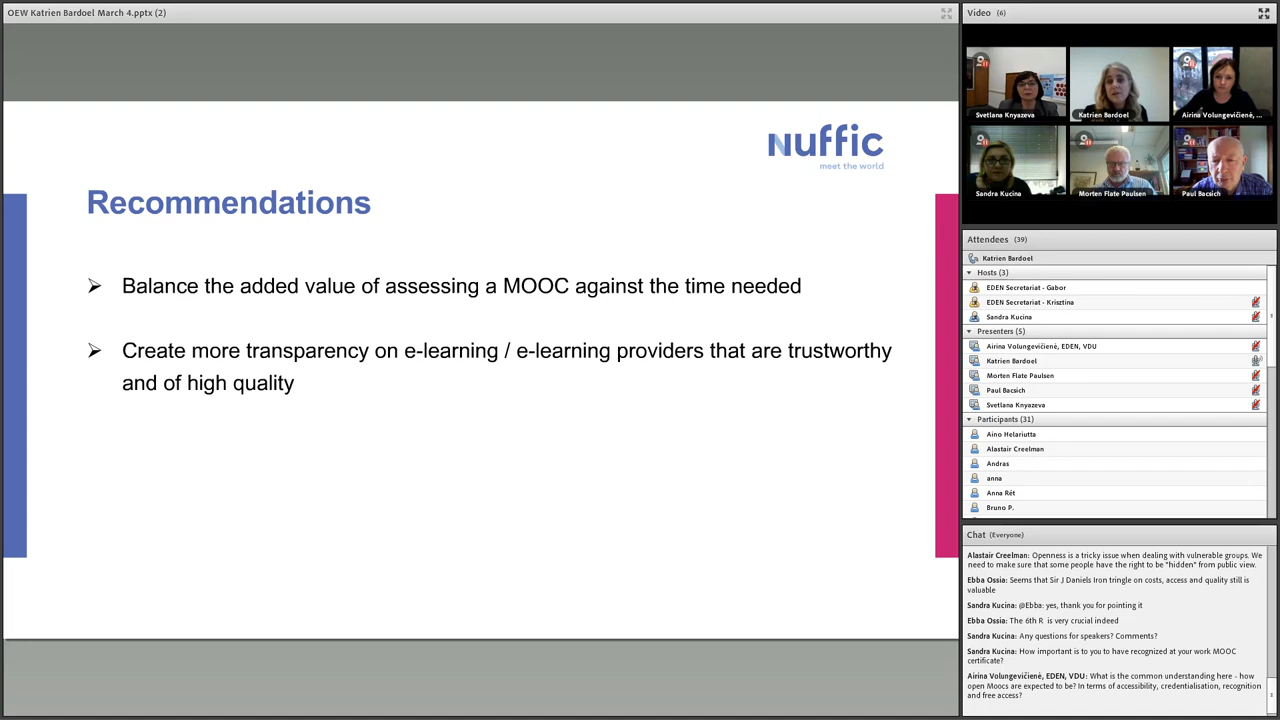 OEW Katrien Bardoel March 4.pptx (2)
nuffic
meet the world
Recommendations
➢ Balance the added value of assessing a MOOC against the time needed
➢ Create more transparency on e-learning / e-learning providers that are trustworthy
and of high quality
Video (6)
Svetlana Knyazeva
Katrien Bardoel
Airina Volungevičienė, ...
Sandra Kucina
Morten Flate Paulsen
Paul Bacsich
Attendees (39)
Katrien Bardoel
Hosts (3)
EDEN Secretariat - Gabor
EDEN Secretariat - Krisztina
Sandra Kucina
Presenters (5)
Airina Volungevičienė, EDEN, VDU
Katrien Bardoel
Morten Flate Paulsen
Paul Bacsich
Svetlana Knyazeva
Participants (31)
Aino Helariutta
Alastair Creelman
Andras
anna
Anna Rét
Bruno P.
Chat (Everyone)
Alastair Creelman: Openness is a tricky issue when dealing with vulnerable groups. We
need to make sure that some people have the right to be "hidden" from public view.
Ebba Ossia: Seems that Sir J Daniels Iron tringle on costs, access and quality still is
valuable
Sandra Kucina: @Ebba: yes, thank you for pointing it
Ebba Ossia: The 6th R is very crucial indeed
Sandra Kucina: Any questions for speakers? Comments?
Sandra Kucina: How important is to you to have recognized at your work MOOC
certificate?
Airina Volungevičienė, EDEN, VDU: What is the common understanding here - how
open Moocs are expected to be? In terms of accessibility, credentialisation, recognition
and free access?